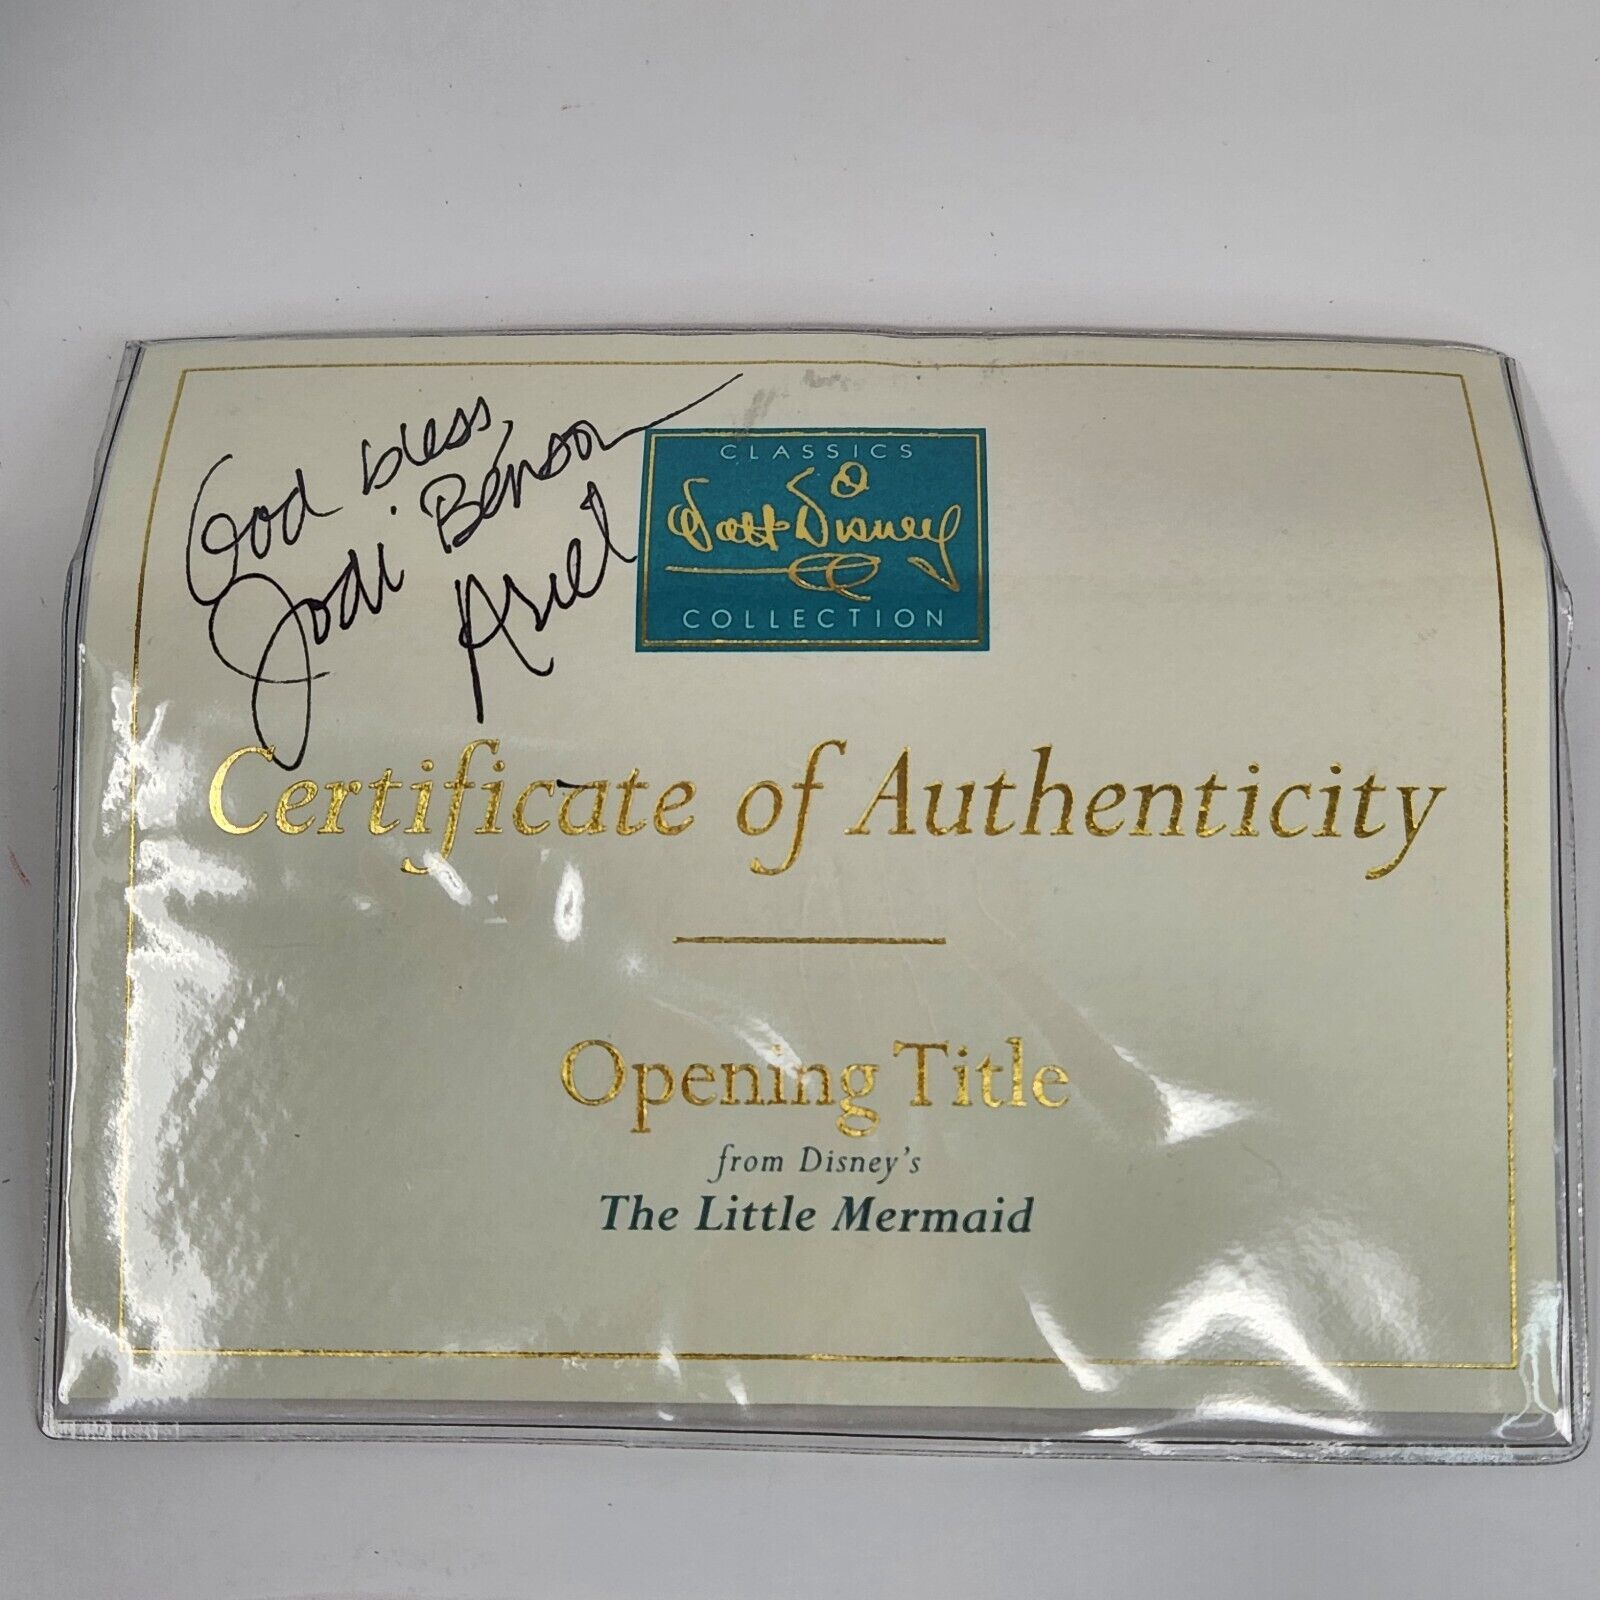 God bless,
Jodi Benson
Ariel
CLASSICS
Walt Disney
COLLECTION
Certificate of Authenticity
Opening Title
from Disney's
The Little Mermaid